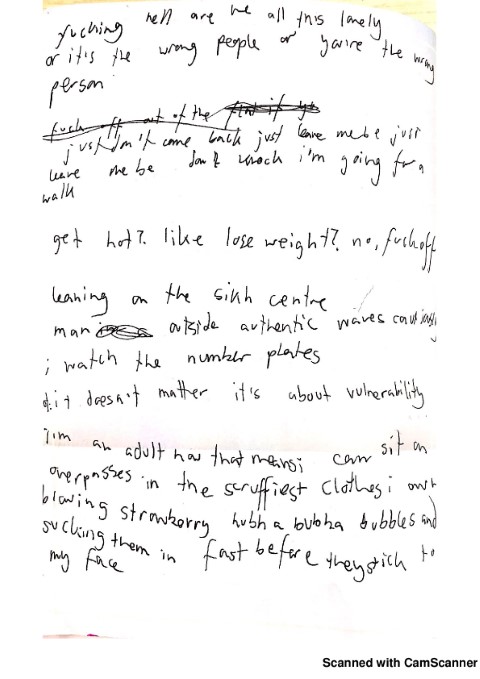 fucking hell are we all this lonely
or it's the wrong people or you're the wrong
person
fuck off out of the
just don't come back just leave me be just
leave me be don't knock i'm going for a
walk
get hot? like lose weight? no, fuck off
leaning on the sikh centre
man outside authentic waves cautiously
i watch the number plates
it doesn't matter it's about vulnerability
i'm an adult now that means i can sit on
overpasses in the scruffiest clothes i own
blowing strawberry hubba bubba bubbles and
sucking them in fast before they stick to
my face
Scanned with CamScanner